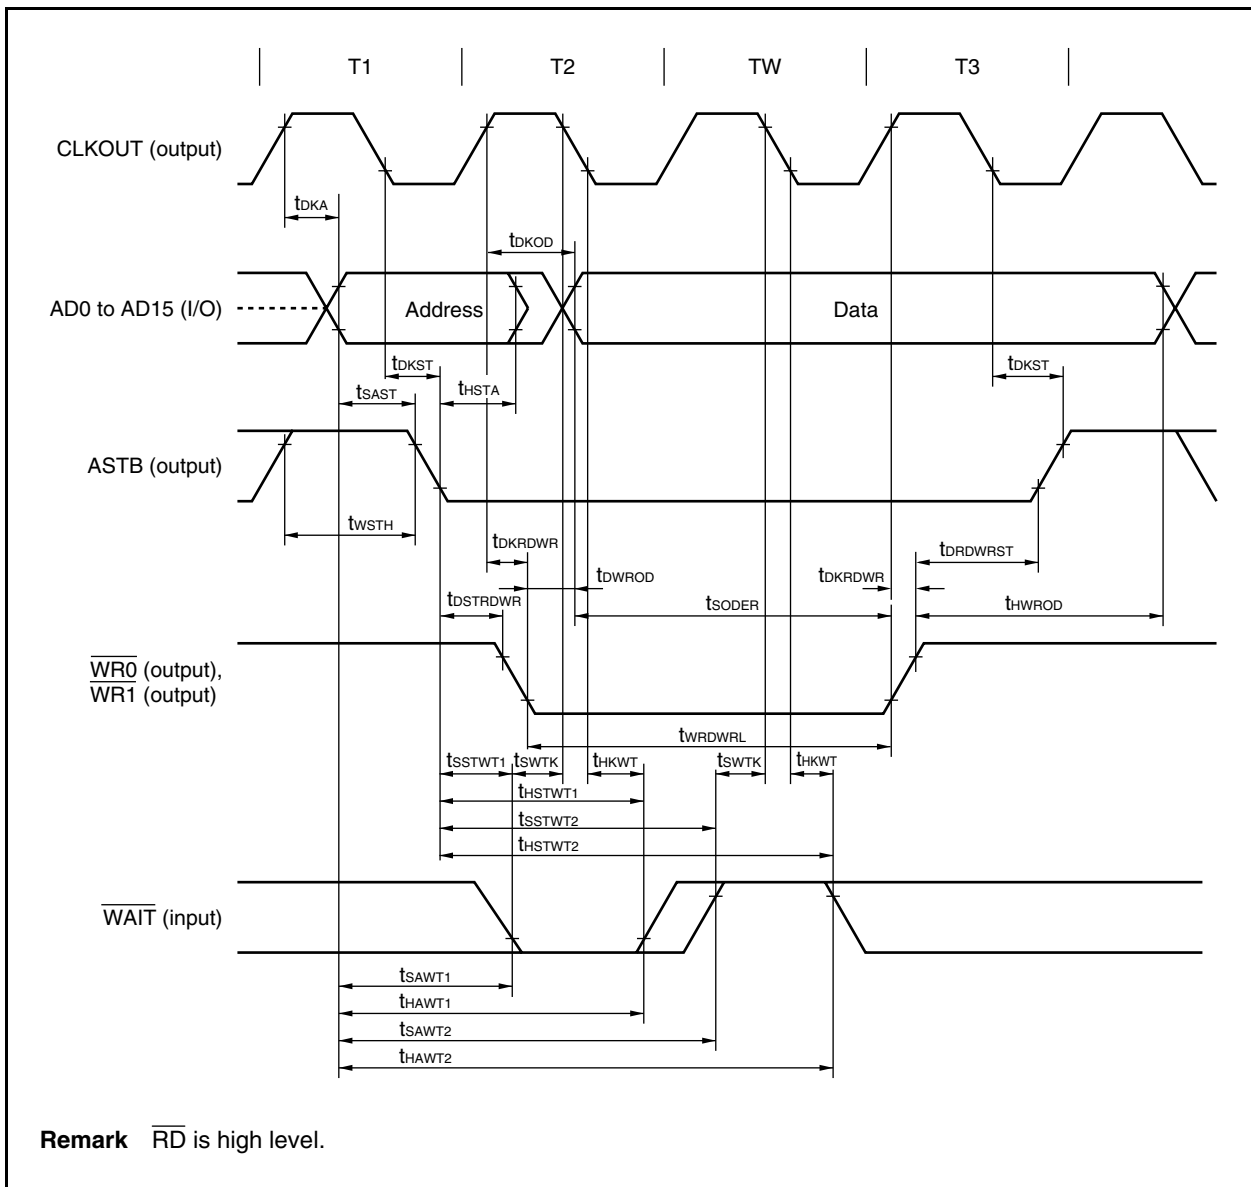 T1 T2 TW T3
CLKOUT (output)
tDKA
tDKOD
AD0 to AD15 (I/O) Address Data
tDKST tDKST
tSAST tHSTA
ASTB (output)
tWSTH
tDKRDWR tDRDWRST
tDWROD tDKRDWR
tDSTRDWR tSODER tHWROD
WR0 (output),
WR1 (output)
tWRDWRL
tSSTWT1 tSWTK tHKWT tSWTK tHKWT
tHSTWT1
tSSTWT2
tHSTWT2
WAIT (input)
tSAWT1
tHAWT1
tSAWT2
tHAWT2
Remark RD is high level.